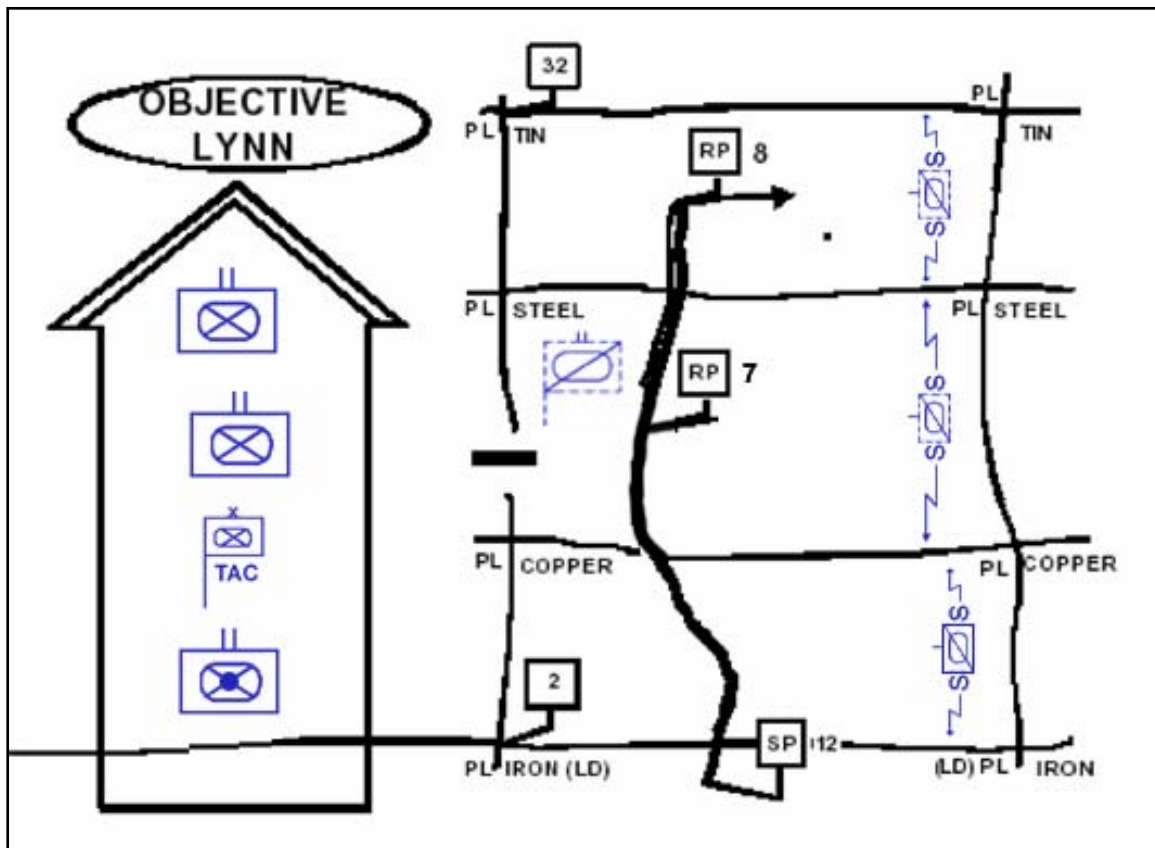 OBJECTIVE
LYNN
32
PL
TIN
PL
TIN
RP 8
S
S
PL STEEL
PL STEEL
RP 7
S
S
X
TAC
PL COPPER
PL COPPER
S
S
2
SP 12
PL IRON (LD)
(LD) PL IRON